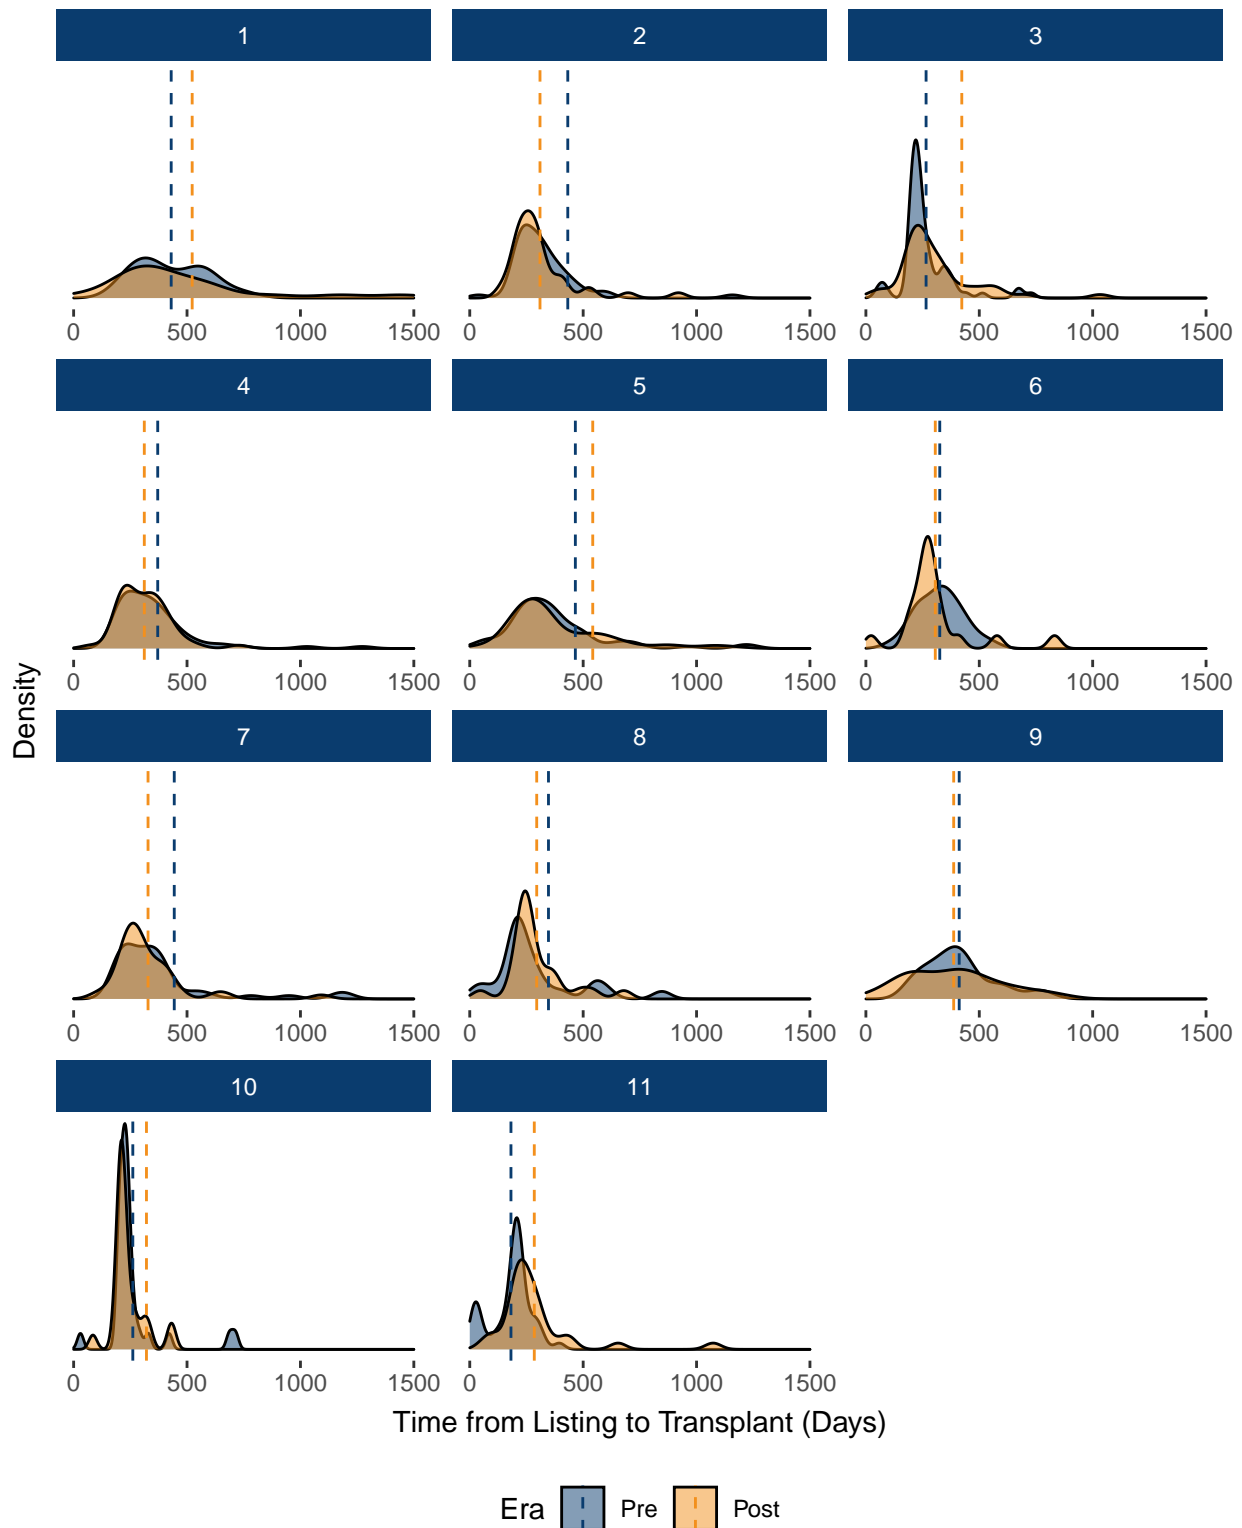 1 2 3
0 500 1000 1500 0 500 1000 1500 0 500 1000 1500
4 5 6
0 500 1000 1500 0 500 1000 1500 0 500 1000 1500
Density
7 8 9
0 500 1000 1500 0 500 1000 1500 0 500 1000 1500
10 11
0 500 1000 1500 0 500 1000 1500
Time from Listing to Transplant (Days)
Era Pre Post